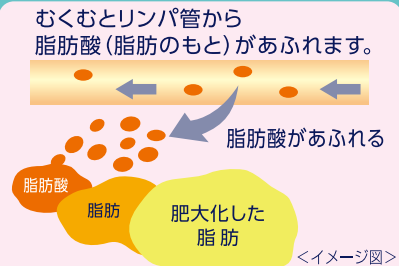 むくむとリンパ管から
脂肪酸（脂肪のもと）があふれます。
脂肪酸があふれる
脂肪酸
脂肪
肥大化した
脂肪
＜イメージ図＞